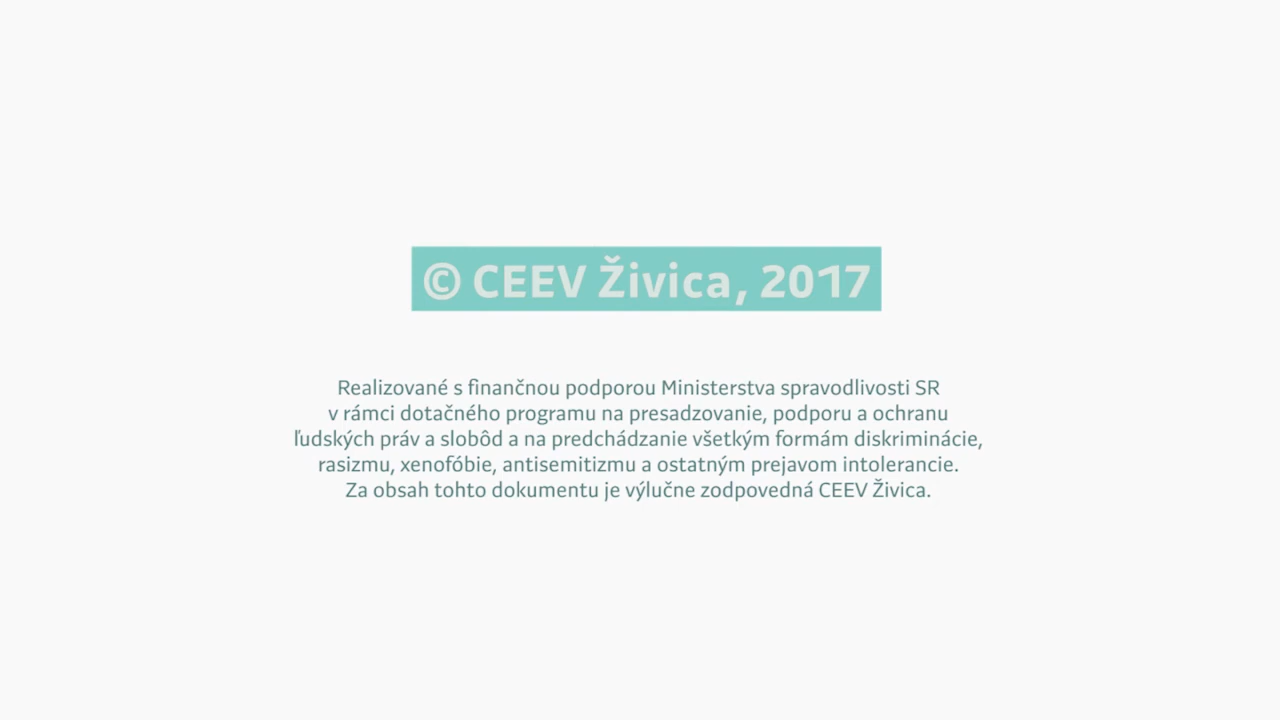 © CEEV Živica, 2017
Realizované s finančnou podporou Ministerstva spravodlivosti SR
v rámci dotačného programu na presadzovanie, podporu a ochranu
ľudských práv a slobôd a na predchádzanie všetkým formám diskriminácie,
rasizmu, xenofóbie, antisemitizmu a ostatným prejavom intolerancie.
Za obsah tohto dokumentu je výlučne zodpovedná CEEV Živica.